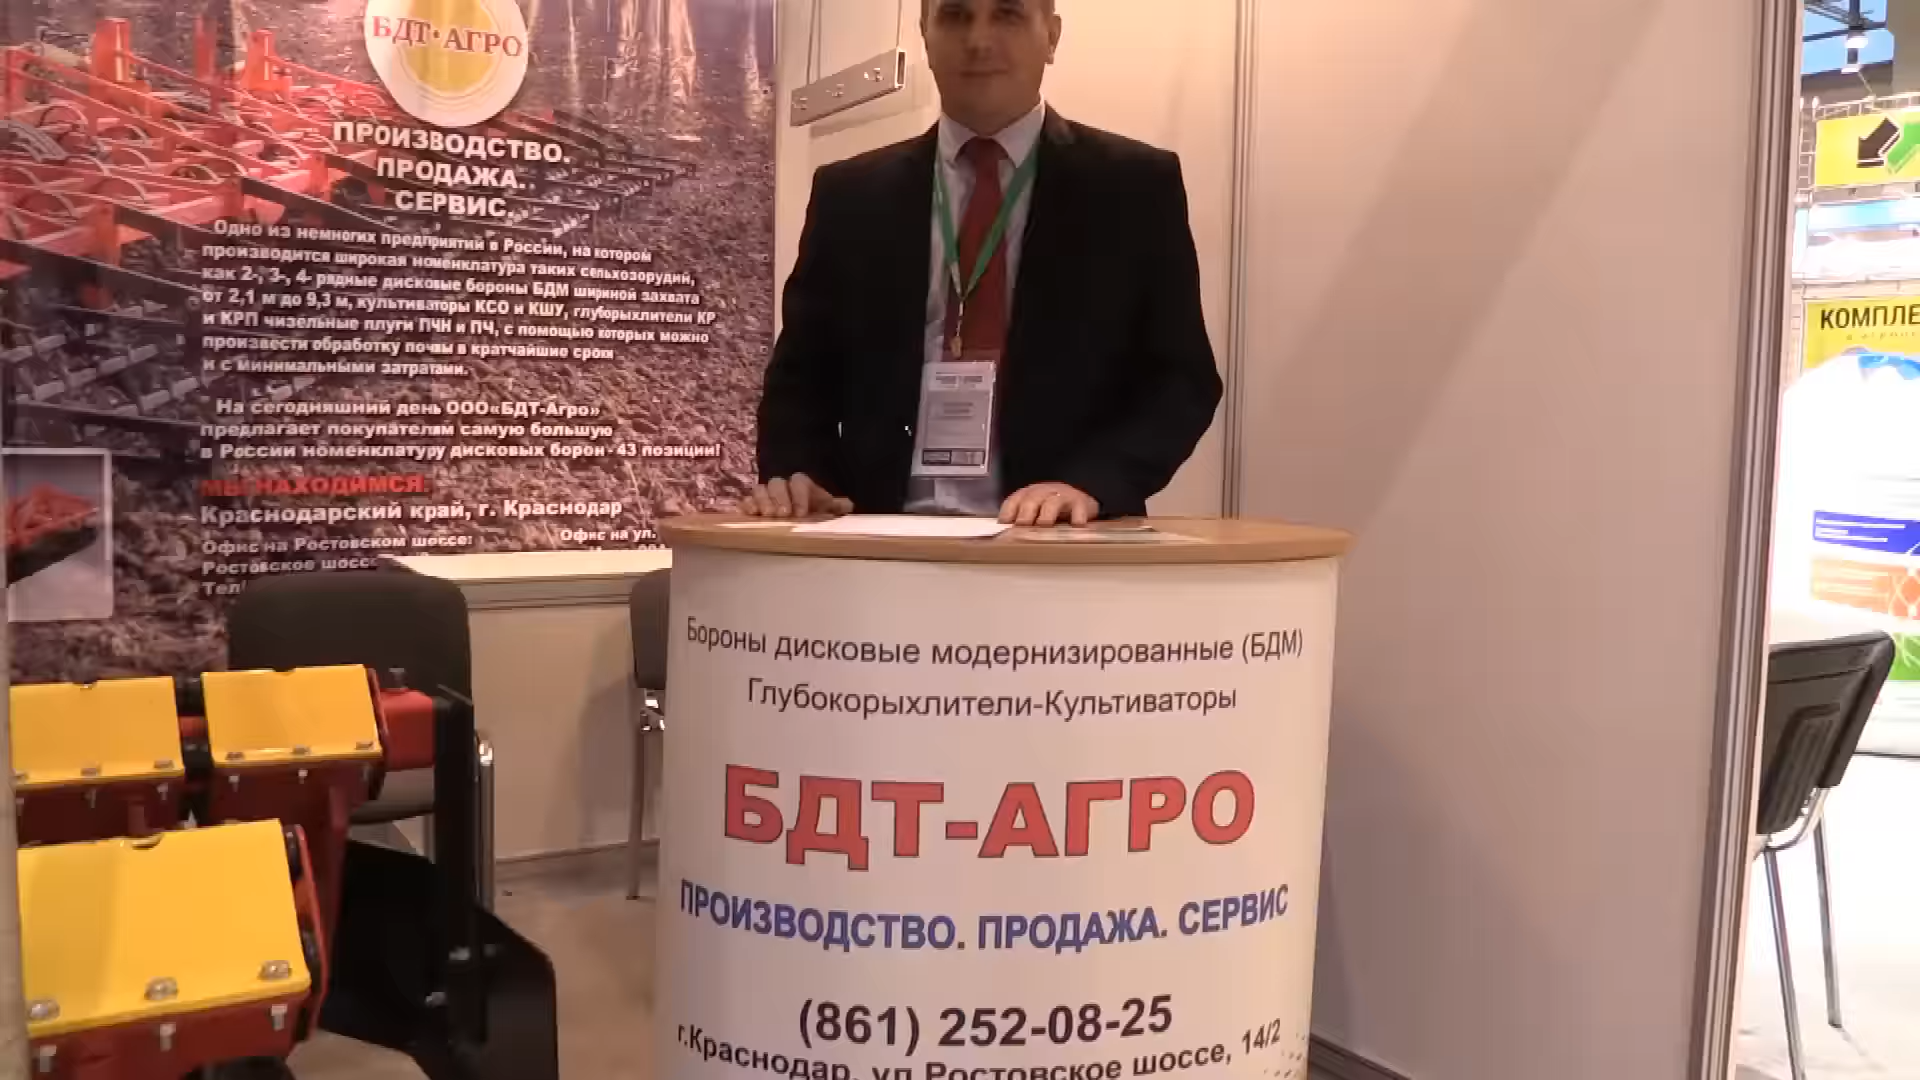 БДТ•АГРО
ПРОИЗВОДСТВО.
ПРОДАЖА.
СЕРВИС.
Одно из немногих предприятий в России, на котором
производится широкая номенклатура таких сельхозорудий,
как 2-, 3-, 4- рядные дисковые бороны БДМ шириной захвата
от 2,1 м до 9,3 м, культиваторы КСО и КШУ, глуборыхлители КР
и КРП чизельные плуги ПЧН и ПЧ, с помощью которых можно
произвести обработку почвы в кратчайшие сроки
и с минимальными затратами.
На сегодняшний день ООО«БДТ-Агро»
предлагает покупателям самую большую
в России номенклатуру дисковых борон - 43 позиции!
МЫ НАХОДИМСЯ:
Краснодарский край, г. Краснодар
Офис на Ростовском шоссе:
Ростовское шоссе
Тел
Офис на ул.
Бороны дисковые модернизированные (БДМ)
Глубокорыхлители-Культиваторы
БДТ-АГРО
ПРОИЗВОДСТВО. ПРОДАЖА. СЕРВИС
(861) 252-08-25
г.Краснодар, ул Ростовское шоссе, 14/2
КОМПЛЕ